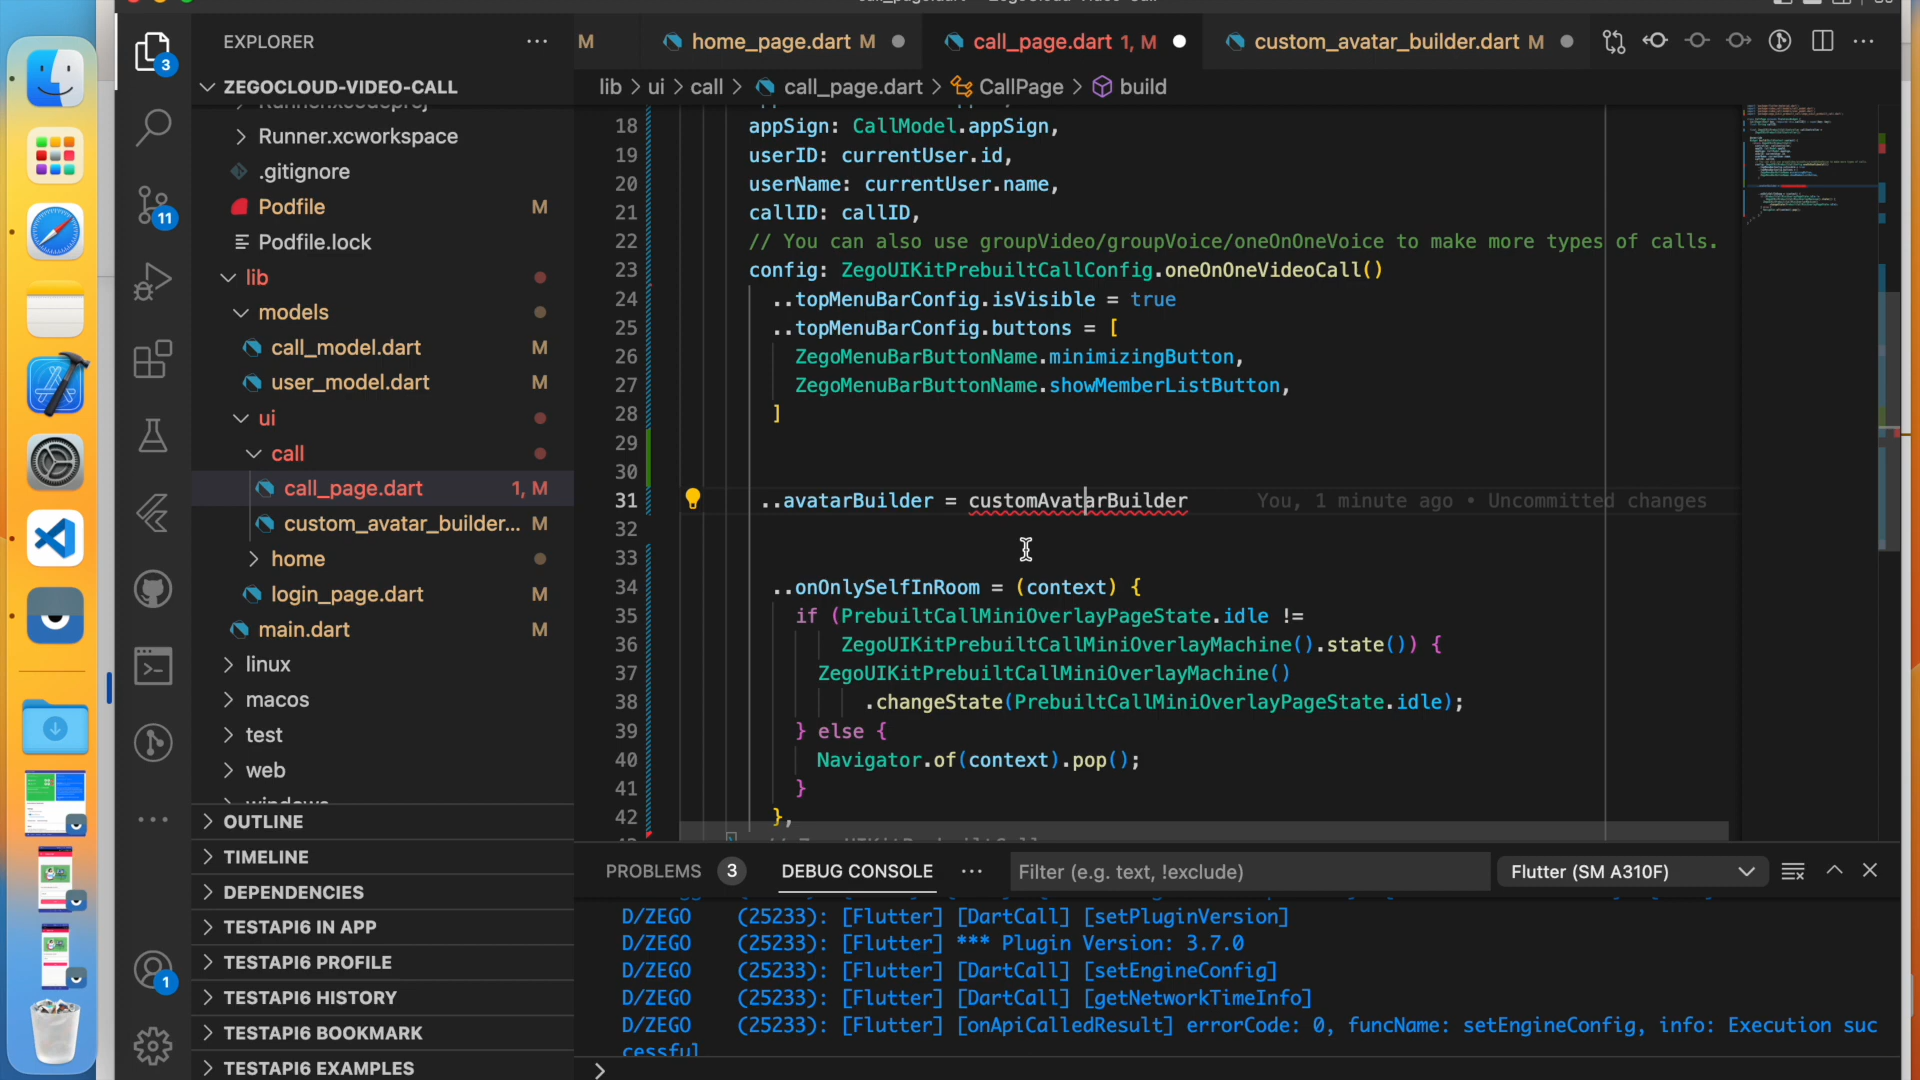 EXPLORER
ZEGOCLOUD-VIDEO-CALL
Runner.xcodeproj
Runner.xcworkspace
.gitignore
Podfile M
Podfile.lock
lib
models
call_model.dart M
user_model.dart M
ui
call
call_page.dart 1, M
custom_avatar_builder... M
home
login_page.dart M
main.dart M
linux
macos
test
web
windows
OUTLINE
TIMELINE
DEPENDENCIES
TESTAPI6 IN APP
TESTAPI6 PROFILE
TESTAPI6 HISTORY
TESTAPI6 BOOKMARK
TESTAPI6 EXAMPLES
3
11
1
M home_page.dart M call_page.dart 1, M custom_avatar_builder.dart M
lib > ui > call > call_page.dart > CallPage > build
18 appSign: CallModel.appSign,
19 userID: currentUser.id,
20 userName: currentUser.name,
21 callID: callID,
22 // You can also use groupVideo/groupVoice/oneOnOneVoice to make more types of calls.
23 config: ZegoUIKitPrebuiltCallConfig.oneOnOneVideoCall()
24 ..topMenuBarConfig.isVisible = true
25 ..topMenuBarConfig.buttons = [
26 ZegoMenuBarButtonName.minimizingButton,
27 ZegoMenuBarButtonName.showMemberListButton,
28 ]
29
30
31 ..avatarBuilder = customAvatarBuilder You, 1 minute ago • Uncommitted changes
32
33
34 ..onOnlySelfInRoom = (context) {
35 if (PrebuiltCallMiniOverlayPageState.idle !=
36 ZegoUIKitPrebuiltCallMiniOverlayMachine().state()) {
37 ZegoUIKitPrebuiltCallMiniOverlayMachine()
38 .changeState(PrebuiltCallMiniOverlayPageState.idle);
39 } else {
40 Navigator.of(context).pop();
41 }
42 },
PROBLEMS 3 DEBUG CONSOLE ... Filter (e.g. text, !exclude) Flutter (SM A310F)
D/ZEGO (25233): [Flutter] [DartCall] [setPluginVersion]
D/ZEGO (25233): [Flutter] *** Plugin Version: 3.7.0
D/ZEGO (25233): [Flutter] [DartCall] [setEngineConfig]
D/ZEGO (25233): [Flutter] [DartCall] [getNetworkTimeInfo]
D/ZEGO (25233): [Flutter] [onApiCalledResult] errorCode: 0, funcName: setEngineConfig, info: Execution suc
cessful
>